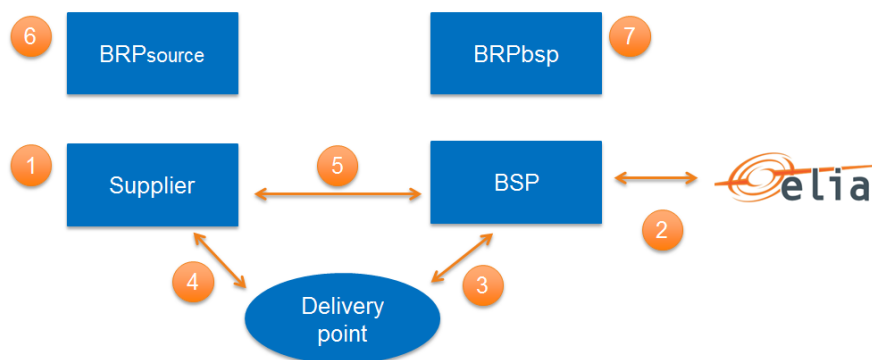 6
BRPsource
BRPbsp
7
1
Supplier
5
BSP
elia
2
4
3
Delivery
point